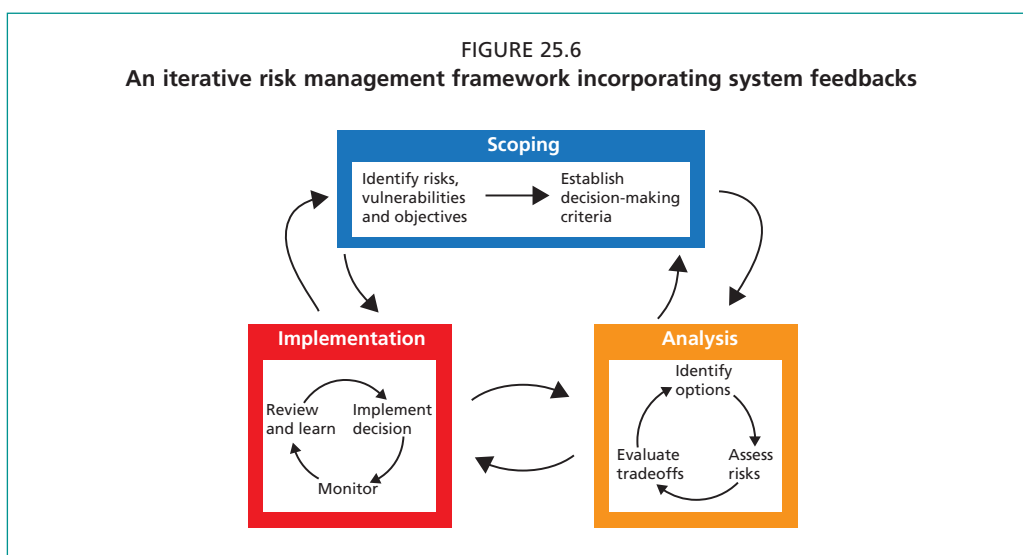 FIGURE 25.6
An iterative risk management framework incorporating system feedbacks
Scoping
Identify risks,
vulnerabilities
and objectives
Establish
decision-making
criteria
Implementation
Review
and learn
Implement
decision
Monitor
Analysis
Identify
options
Evaluate
tradeoffs
Assess
risks